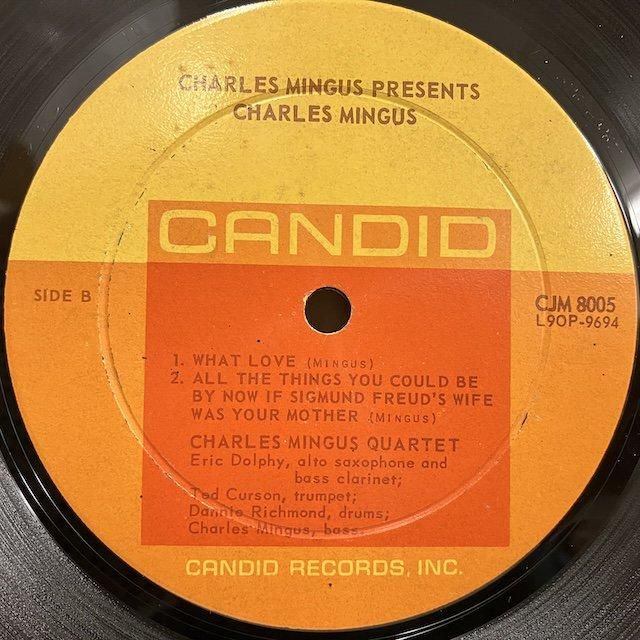 CHARLES MINGUS PRESENTS
CHARLES MINGUS
CANDID
SIDE B
CJM 8005
L9OP-9694
1. WHAT LOVE (MINGUS)
2. ALL THE THINGS YOU COULD BE
BY NOW IF SIGMUND FREUD'S WIFE
WAS YOUR MOTHER (MINGUS)
CHARLES MINGUS QUARTET
Eric Dolphy, alto saxophone and
bass clarinet;
Ted Curson, trumpet;
Dannie Richmond, drums;
Charles Mingus, bass.
CANDID RECORDS, INC.